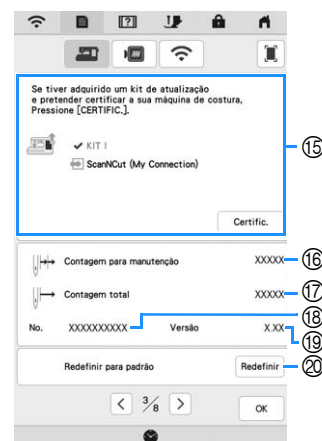 Se tiver adquirido um kit de atualização
e pretender certificar a sua máquina de costura,
Pressione [CERTIFIC.].
KIT I
ScanNCut (My Connection)
⑮
Certific.
Contagem para manutenção XXXXX ⑯
Contagem total XXXXX ⑰
⑱
No. XXXXXXXXXX Versão X.XX ⑲
Redefinir para padrão Redefinir ⑳
< 3/8 > OK